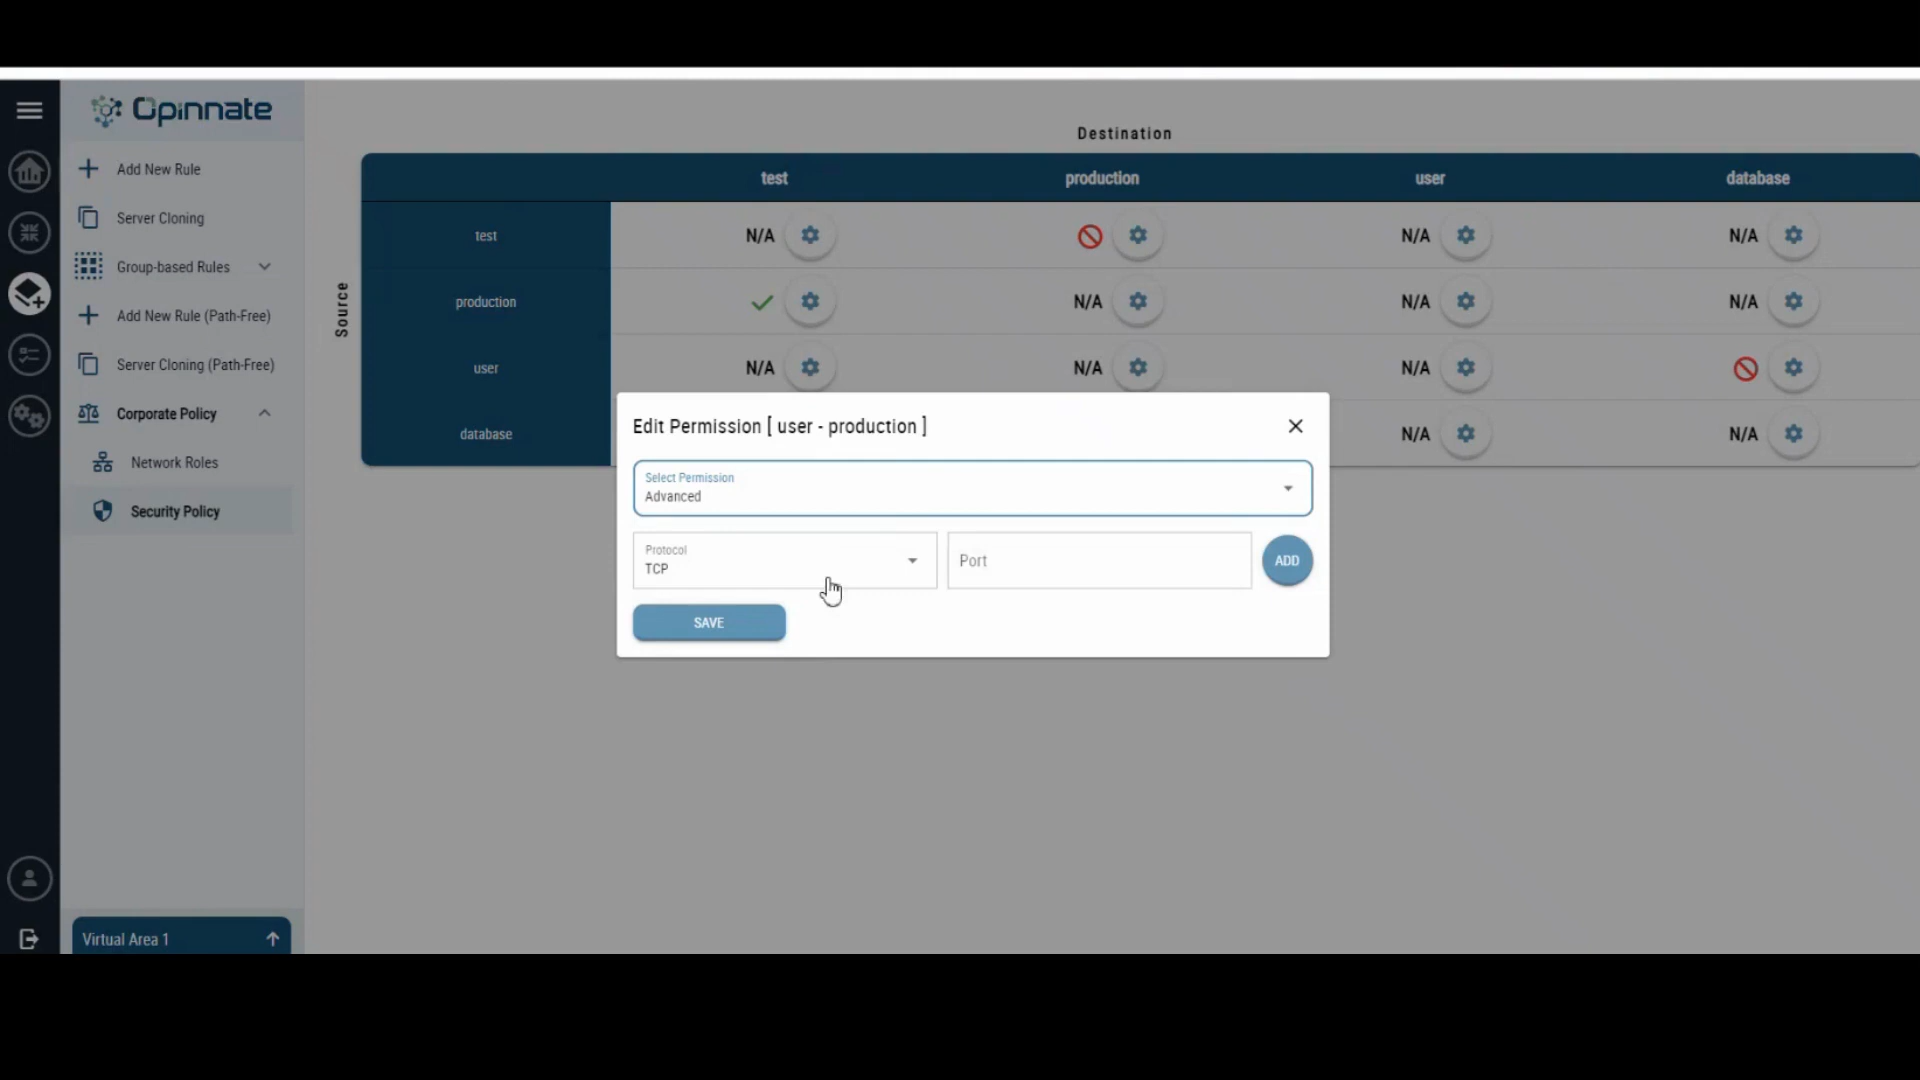 Opinnate
Add New Rule
Server Cloning
Group-based Rules
Add New Rule (Path-Free)
Server Cloning (Path-Free)
Corporate Policy
Network Roles
Security Policy
Virtual Area 1
Destination
Source
test production user database
test N/A N/A N/A
production N/A N/A N/A
user N/A N/A N/A
database N/A N/A
Edit Permission [ user - production ]
Select Permission
Advanced
Protocol
TCP
Port
ADD
SAVE